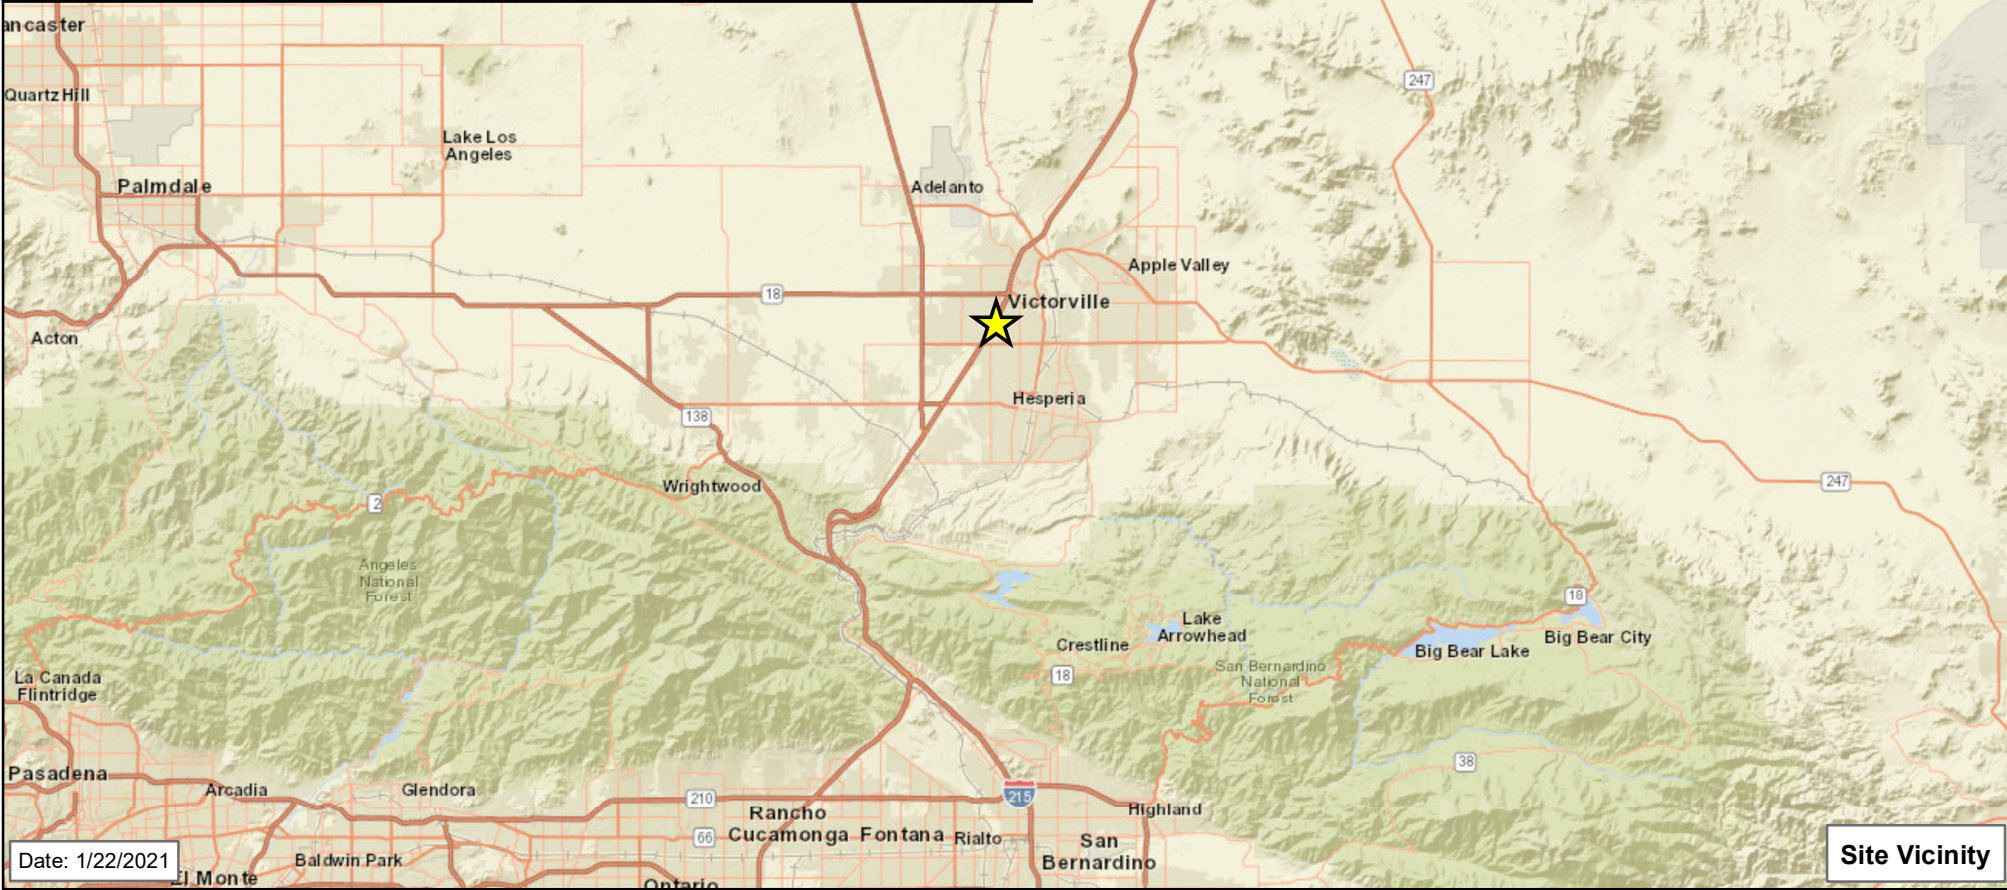 ancaster
247
Quartz Hill
Lake Los
Angeles
Palmdale
Adelanto
Apple Valley
18
Victorville
Acton
Hesperia
138
Wrightwood
247
2
Angeles
National
Forest
18
Lake
Arrowhead
Crestline
Big Bear City
Big Bear Lake
San Bernardino
National
Forest
18
La Canada
Flintridge
38
Pasadena
Arcadia
Glendora
210
215
Highland
Rancho
Cucamonga
66
Fontana
Rialto
San
Bernardino
Date: 1/22/2021
Baldwin Park
El Monte
Ontario
Site Vicinity